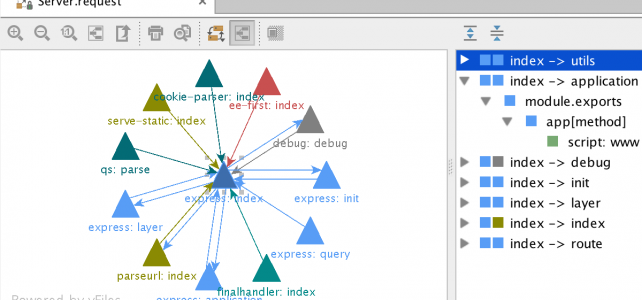 Server.request
cookie-parser: index
ee-first: index
serve-static: index
debug: debug
qs: parse
express: index
express: init
express: layer
express: query
parseurl: index
finalhandler: index
express: application
Powered by yFiles
index -> utils
index -> application
module.exports
app[method]
script: www
index -> debug
index -> init
index -> layer
index -> index
index -> route